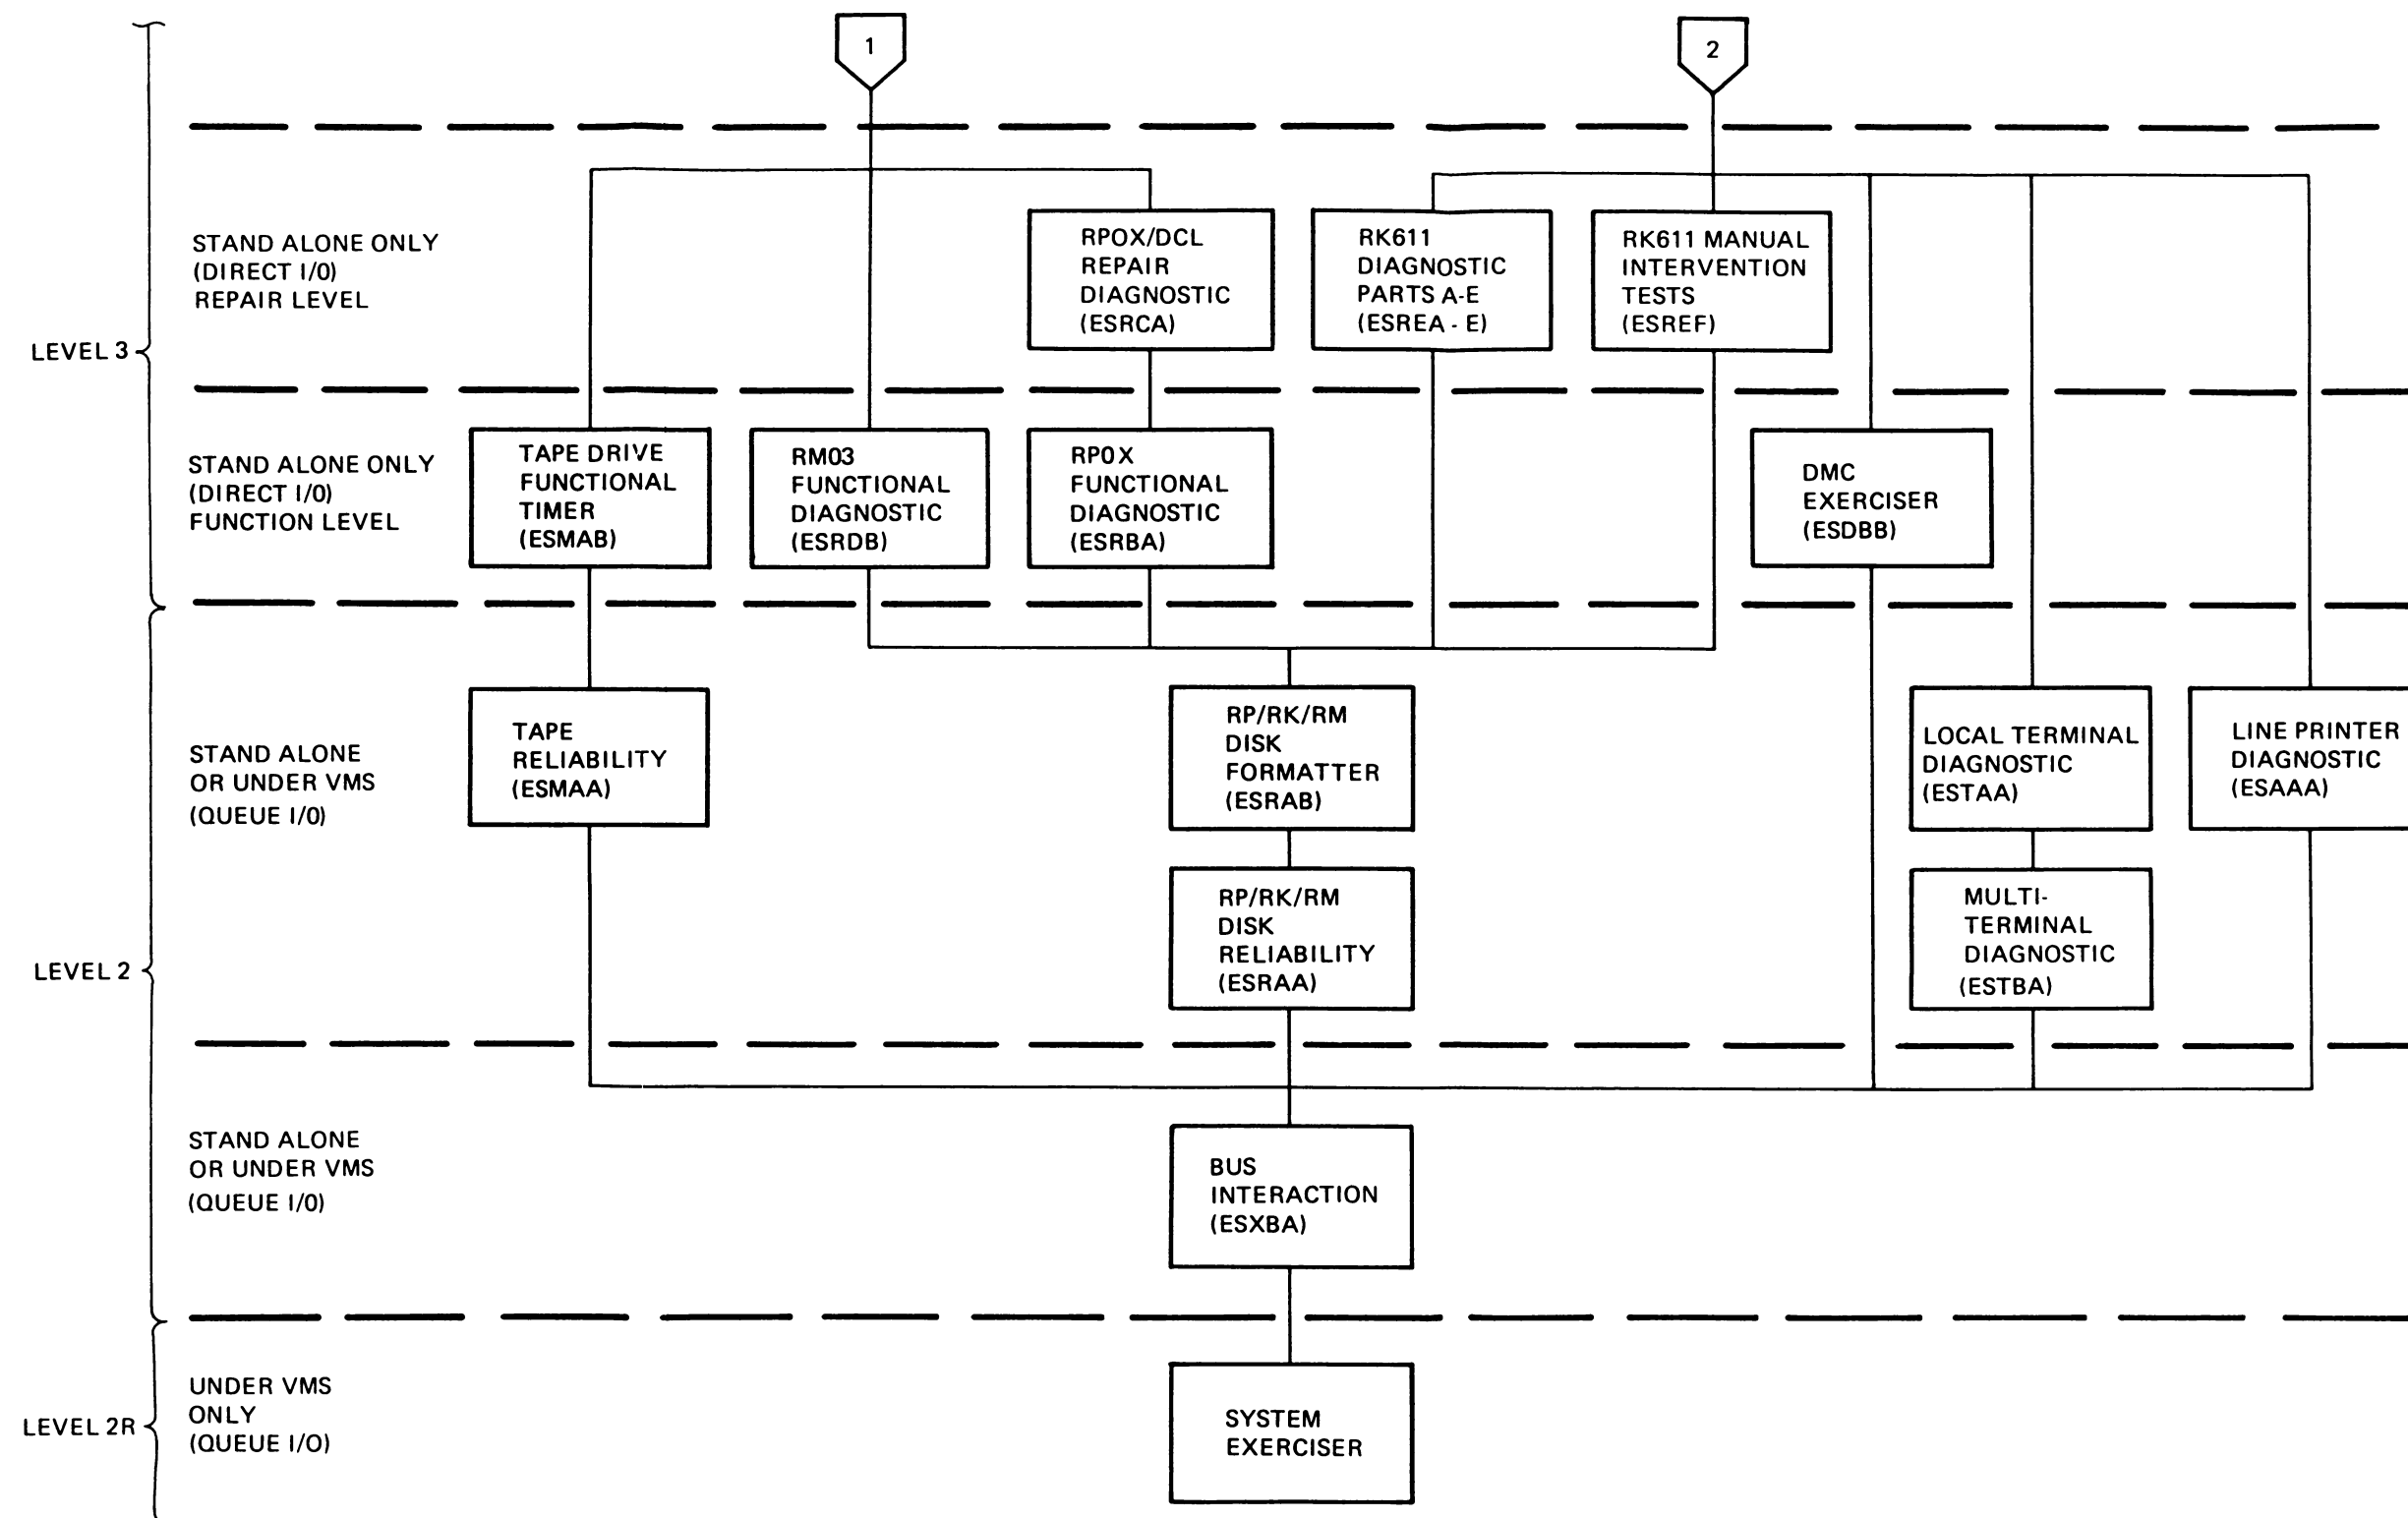 1
2
STAND ALONE ONLY
(DIRECT I/0)
REPAIR LEVEL
RPOX/DCL
REPAIR
DIAGNOSTIC
(ESRCA)
RK611
DIAGNOSTIC
PARTS A-E
(ESREA - E)
RK611 MANUAL
INTERVENTION
TESTS
(ESREF)
LEVEL 3
STAND ALONE ONLY
(DIRECT I/0)
FUNCTION LEVEL
TAPE DRIVE
FUNCTIONAL
TIMER
(ESMAB)
RM03
FUNCTIONAL
DIAGNOSTIC
(ESRDB)
RP0X
FUNCTIONAL
DIAGNOSTIC
(ESRBA)
DMC
EXERCISER
(ESDBB)
STAND ALONE
OR UNDER VMS
(QUEUE I/0)
TAPE
RELIABILITY
(ESMAA)
RP/RK/RM
DISK
FORMATTER
(ESRAB)
LOCAL TERMINAL
DIAGNOSTIC
(ESTAA)
LINE PRINTER
DIAGNOSTIC
(ESAAA)
LEVEL 2
RP/RK/RM
DISK
RELIABILITY
(ESRAA)
MULTI-
TERMINAL
DIAGNOSTIC
(ESTBA)
STAND ALONE
OR UNDER VMS
(QUEUE I/0)
BUS
INTERACTION
(ESXBA)
LEVEL 2R
UNDER VMS
ONLY
(QUEUE I/O)
SYSTEM
EXERCISER